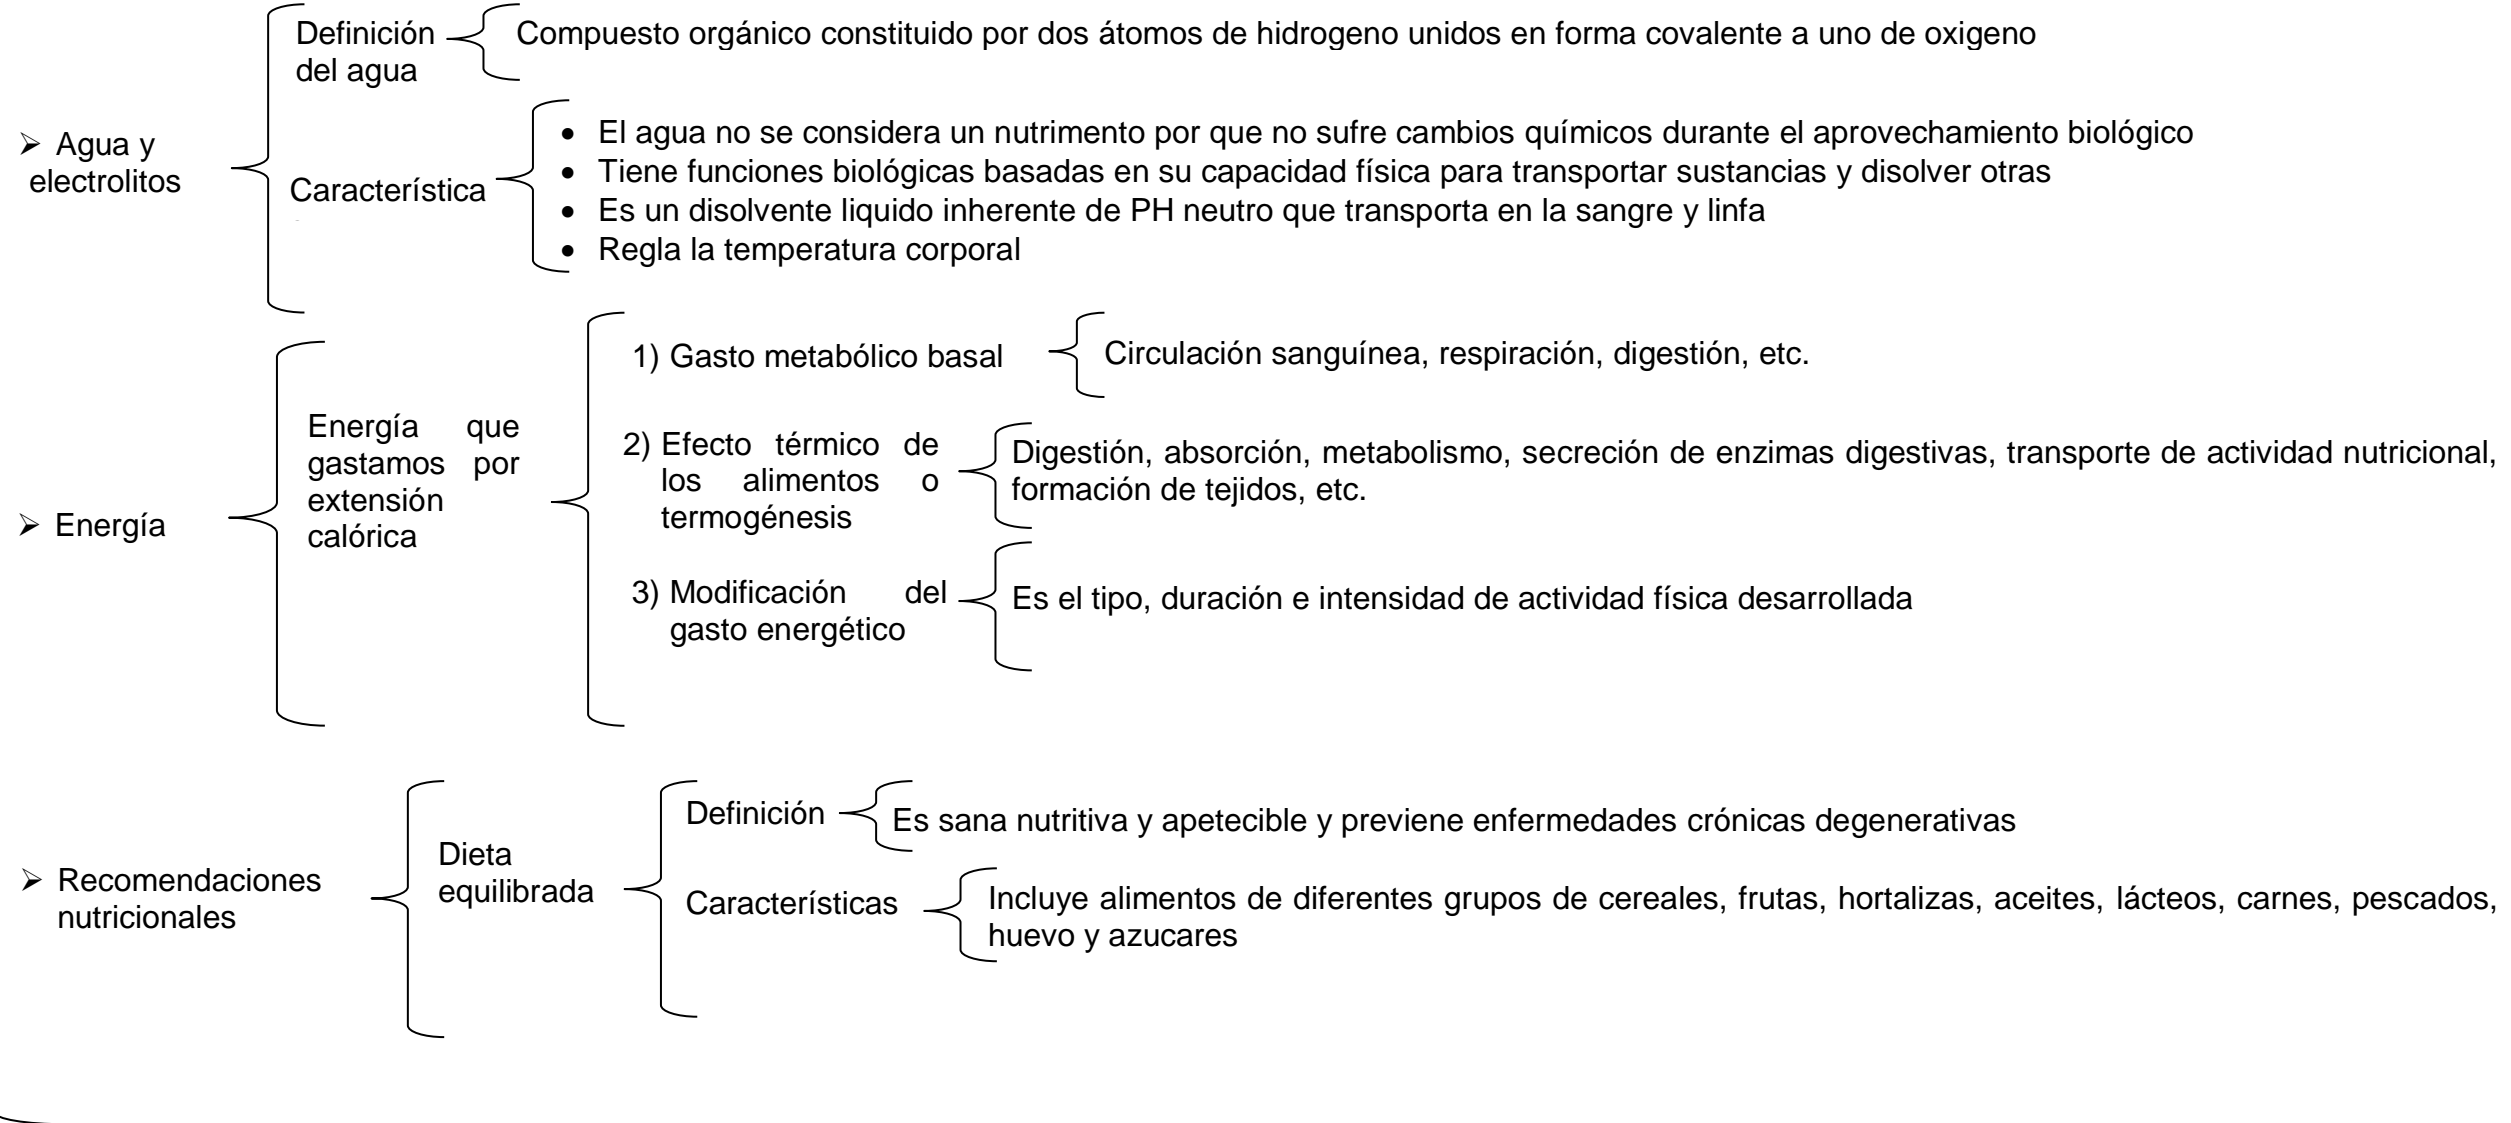 Definición
del agua
Compuesto orgánico constituido por dos átomos de hidrogeno unidos en forma covalente a uno de oxigeno
➢ Agua y
electrolitos
Característica
• El agua no se considera un nutrimento por que no sufre cambios químicos durante el aprovechamiento biológico
• Tiene funciones biológicas basadas en su capacidad física para transportar sustancias y disolver otras
• Es un disolvente liquido inherente de PH neutro que transporta en la sangre y linfa
• Regla la temperatura corporal
➢ Energía
Energía que
gastamos por
extensión
calórica
1) Gasto metabólico basal
Circulación sanguínea, respiración, digestión, etc.
2) Efecto térmico de
los alimentos o
termogénesis
Digestión, absorción, metabolismo, secreción de enzimas digestivas, transporte de actividad nutricional,
formación de tejidos, etc.
3) Modificación del
gasto energético
Es el tipo, duración e intensidad de actividad física desarrollada
➢ Recomendaciones
nutricionales
Dieta
equilibrada
Definición
Es sana nutritiva y apetecible y previene enfermedades crónicas degenerativas
Características
Incluye alimentos de diferentes grupos de cereales, frutas, hortalizas, aceites, lácteos, carnes, pescados,
huevo y azucares